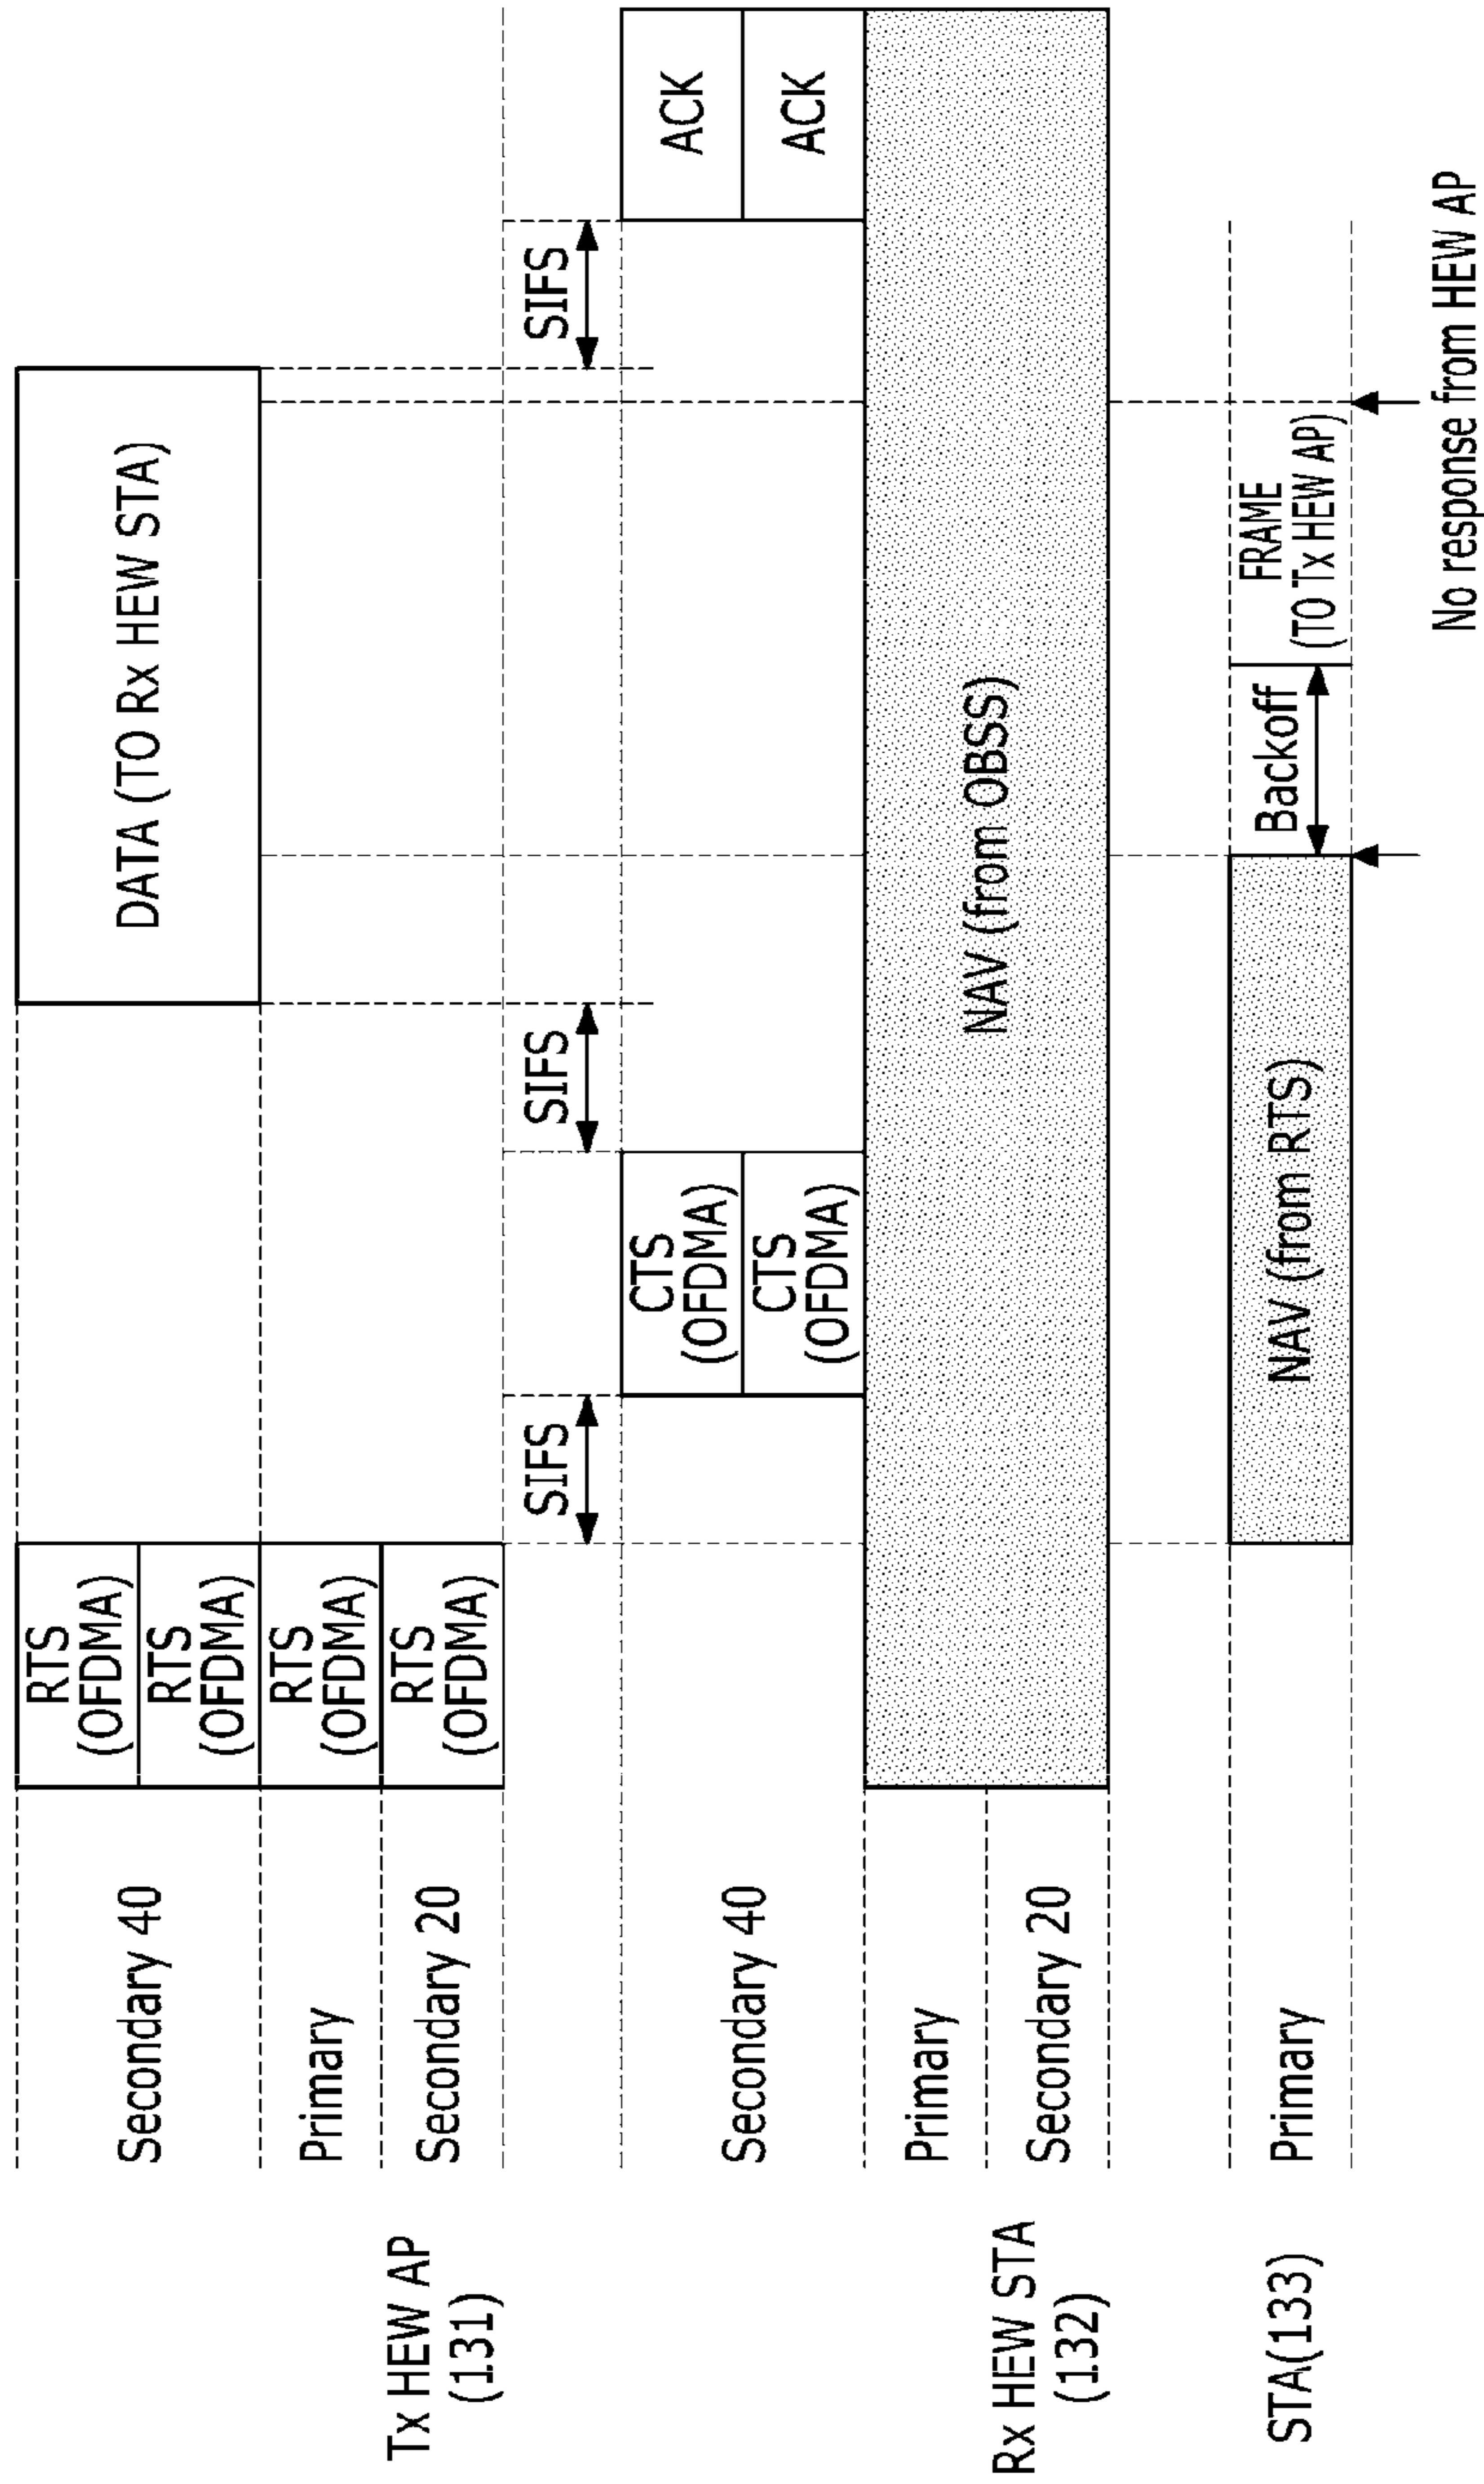 Tx HEW AP
(131)
Secondary 40
Primary
Secondary 20
RTS
(OFDMA)
RTS
(OFDMA)
RTS
(OFDMA)
RTS
(OFDMA)
DATA (TO Rx HEW STA)
SIFS
SIFS
SIFS
Rx HEW STA
(132)
Secondary 40
Primary
Secondary 20
CTS
(OFDMA)
CTS
(OFDMA)
ACK
ACK
NAV (from OBSS)
STA(133)
Primary
NAV (from RTS)
Backoff
FRAME
(TO Tx HEW AP)
No response from HEW AP